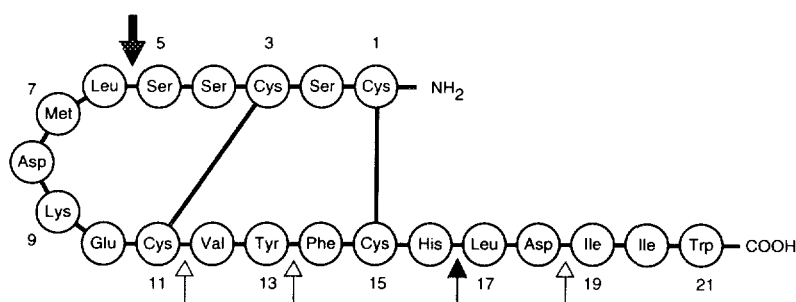 5 3 1
Leu Ser Ser Cys Ser Cys NH2
7
Met
Asp
Lys
9
Glu Cys Val Tyr Phe Cys His Leu Asp Ile Ile Trp COOH
11 13 15 17 19 21